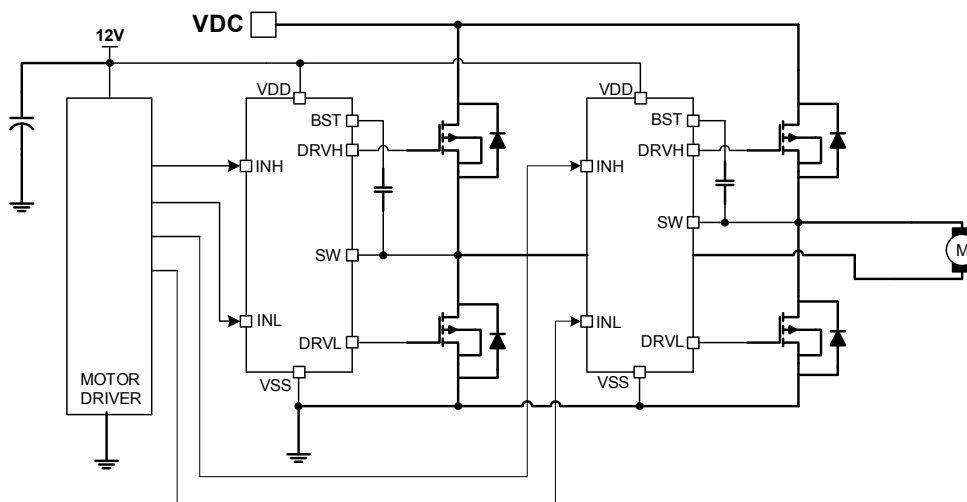 VDC
12V
VDD
VDD
BST
BST
DRVH
DRVH
INH
INH
SW
SW
M
INL
INL
DRVL
DRVL
MOTOR
DRIVER
VSS
VSS